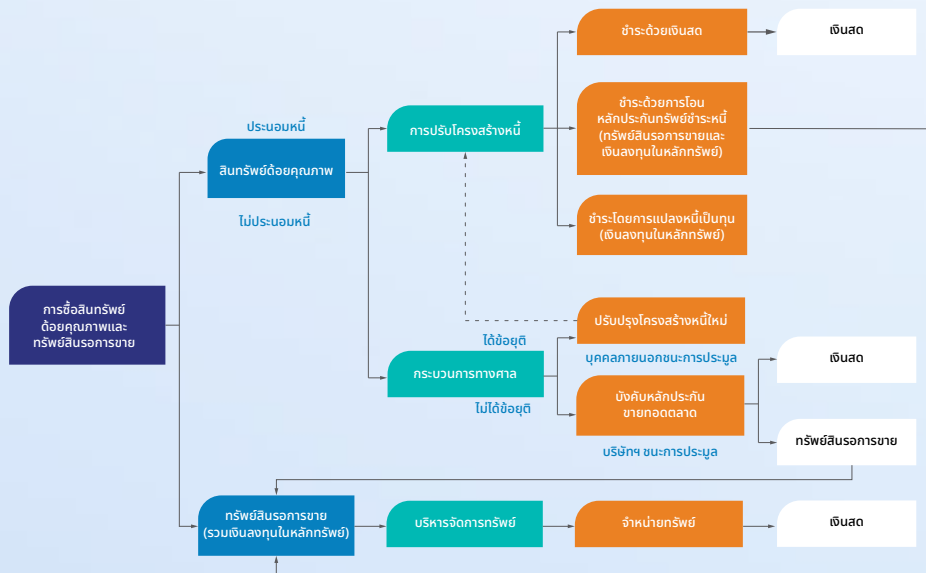 ชำระด้วยเงินสด
เงินสด
ชำระด้วยการโอน
หลักประกันทรัพย์ชำระหนี้
(ทรัพย์สินรอการขายและ
เงินลงทุนในหลักทรัพย์)
ประนอมหนี้
การปรับโครงสร้างหนี้
สินทรัพย์ด้อยคุณภาพ
ไม่ประนอมหนี้
ชำระโดยการแปลงหนี้เป็นทุน
(เงินลงทุนในหลักทรัพย์)
การซื้อสินทรัพย์
ด้อยคุณภาพและ
ทรัพย์สินรอการขาย
ปรับปรุงโครงสร้างหนี้ใหม่
ได้ข้อยุติ
บุคคลภายนอกชนะการประมูล
เงินสด
กระบวนการทางศาล
ไม่ได้ข้อยุติ
บังคับหลักประกัน
ขายทอดตลาด
บริษัทฯ ชนะการประมูล
ทรัพย์สินรอการขาย
ทรัพย์สินรอการขาย
(รวมเงินลงทุนในหลักทรัพย์)
บริหารจัดการทรัพย์
จำหน่ายทรัพย์
เงินสด